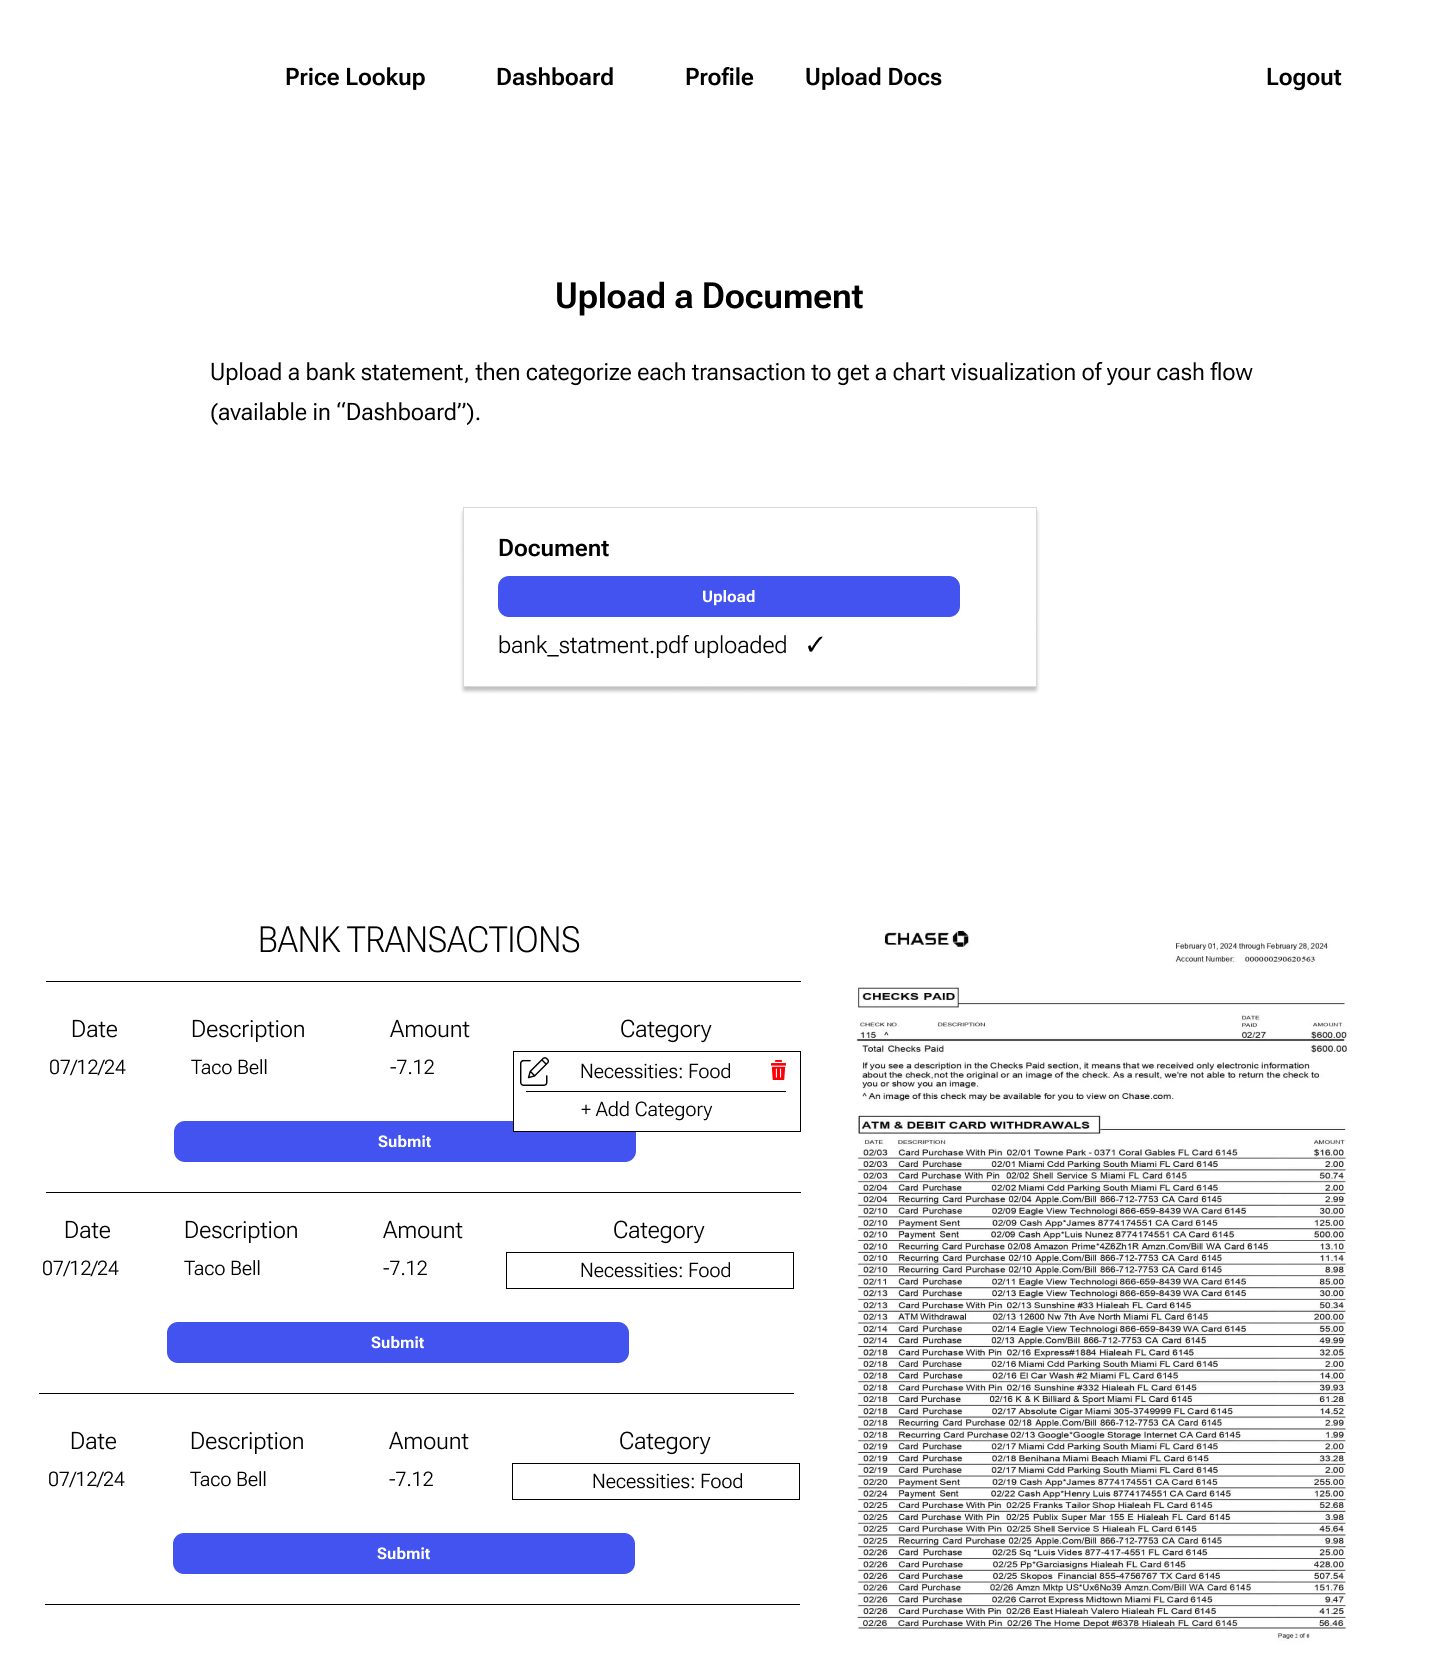 Price Lookup Dashboard Profile Upload Docs Logout
Upload a Document
Upload a bank statement, then categorize each transaction to get a chart visualization of your cash flow
(available in “Dashboard”).
Document
Upload
bank_statment.pdf uploaded ✓
BANK TRANSACTIONS
Date Description Amount Category
07/12/24 Taco Bell -7.12 Necessities: Food
+ Add Category
Submit
Date Description Amount Category
07/12/24 Taco Bell -7.12 Necessities: Food
Submit
Date Description Amount Category
07/12/24 Taco Bell -7.12 Necessities: Food
Submit
CHASE
February 01, 2024 through February 28, 2024
Account Number: 000000290620563
CHECKS PAID
CHECK NO. DESCRIPTION DATE PAID AMOUNT
115 ^ 02/27 $600.00
Total Checks Paid $600.00
If you see a description in the Checks Paid section, it means that we received only electronic information
about the check,not the original or an image of the check. As a result, we're not able to return the check to
you or show you an image.
^ An image of this check may be available for you to view on Chase.com.
ATM & DEBIT CARD WITHDRAWALS
DATE DESCRIPTION AMOUNT
02/03 Card Purchase With Pin 02/01 Towne Park - 0371 Coral Gables FL Card 6145 $16.00
02/03 Card Purchase 02/01 Miami Cdd Parking South Miami FL Card 6145 2.00
02/03 Card Purchase With Pin 02/02 Shell Service S Miami FL Card 6145 50.74
02/04 Card Purchase 02/02 Miami Cdd Parking South Miami FL Card 6145 2.00
02/04 Recurring Card Purchase 02/04 Apple.Com/Bill 866-712-7753 CA Card 6145 2.99
02/10 Card Purchase 02/09 Eagle View Technologi 866-659-8439 WA Card 6145 30.00
02/10 Payment Sent 02/09 Cash App*James 8774174551 CA Card 6145 125.00
02/10 Payment Sent 02/09 Cash App*Luis Nunez 8774174551 CA Card 6145 500.00
02/10 Recurring Card Purchase 02/08 Amazon Prime*4Z6Zh1R Amzn.Com/Bill WA Card 6145 13.10
02/10 Recurring Card Purchase 02/10 Apple.Com/Bill 866-712-7753 CA Card 6145 11.14
02/10 Recurring Card Purchase 02/10 Apple.Com/Bill 866-712-7753 CA Card 6145 8.98
02/11 Card Purchase 02/11 Eagle View Technologi 866-659-8439 WA Card 6145 85.00
02/13 Card Purchase 02/13 Eagle View Technologi 866-659-8439 WA Card 6145 30.00
02/13 Card Purchase With Pin 02/13 Sunshine #33 Hialeah FL Card 6145 50.34
02/13 ATM Withdrawal 02/13 12600 Nw 7th Ave North Miami FL Card 6145 200.00
02/14 Card Purchase 02/14 Eagle View Technologi 866-659-8439 WA Card 6145 55.00
02/14 Card Purchase 02/13 Apple.Com/Bill 866-712-7753 CA Card 6145 49.99
02/18 Card Purchase With Pin 02/16 Express#1884 Hialeah FL Card 6145 32.05
02/18 Card Purchase 02/16 Miami Cdd Parking South Miami FL Card 6145 2.00
02/18 Card Purchase 02/16 El Car Wash #2 Miami FL Card 6145 14.00
02/18 Card Purchase With Pin 02/16 Sunshine #332 Hialeah FL Card 6145 39.93
02/18 Card Purchase 02/16 K & K Billiard & Sport Miami FL Card 6145 61.28
02/18 Card Purchase 02/17 Absolute Cigar Miami 305-3749999 FL Card 6145 14.52
02/18 Recurring Card Purchase 02/18 Apple.Com/Bill 866-712-7753 CA Card 6145 2.99
02/18 Recurring Card Purchase 02/13 Google*Google Storage Internet CA Card 6145 1.99
02/19 Card Purchase 02/17 Miami Cdd Parking South Miami FL Card 6145 2.00
02/19 Card Purchase 02/18 Benihana Miami Beach Miami FL Card 6145 33.28
02/19 Card Purchase 02/17 Miami Cdd Parking South Miami FL Card 6145 2.00
02/20 Payment Sent 02/19 Cash App*James 8774174551 CA Card 6145 255.00
02/24 Payment Sent 02/22 Cash App*Henry Luis 8774174551 CA Card 6145 125.00
02/25 Card Purchase With Pin 02/25 Franks Tailor Shop Hialeah FL Card 6145 52.68
02/25 Card Purchase With Pin 02/25 Publix Super Mar 155 E Hialeah FL Card 6145 3.98
02/25 Card Purchase With Pin 02/25 Shell Service S Hialeah FL Card 6145 45.64
02/25 Recurring Card Purchase 02/25 Apple.Com/Bill 866-712-7753 CA Card 6145 9.98
02/26 Card Purchase 02/25 Sq *Luis Vides 877-417-4551 FL Card 6145 25.00
02/26 Card Purchase 02/25 Pp*Garciasigns Hialeah FL Card 6145 428.00
02/26 Card Purchase 02/25 Skopos Financial 855-4756767 TX Card 6145 507.54
02/26 Card Purchase 02/26 Amzn Mktp US*Ux6No39 Amzn.Com/Bill WA Card 6145 151.76
02/26 Card Purchase 02/26 Carrot Express Midtown Miami FL Card 6145 9.47
02/26 Card Purchase With Pin 02/26 East Hialeah Valero Hialeah FL Card 6145 41.25
02/26 Card Purchase With Pin 02/26 The Home Depot #6378 Hialeah FL Card 6145 56.46
Page 2 of 6